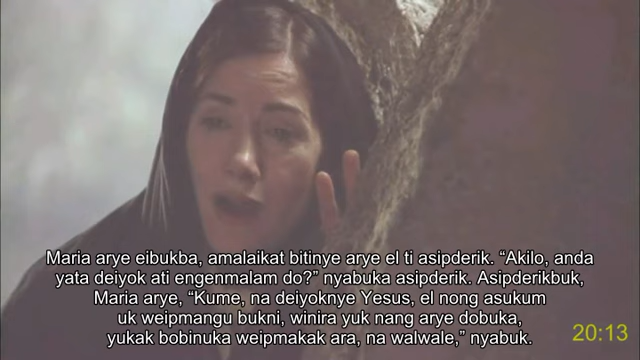 Maria arye eibukba, amalaikat bitinye arye el ti asipderik. “Akilo, anda
yata deiyok ati engenmalam do?” nyabuka asipderik. Asipderikbuk,
Maria arye, “Kume, na deiyoknye Yesus, el nong asukum
uk weipmangu bukni, winira yuk nang arye dobuka,
yukak bobinuka weipmakak ara, na walwale,” nyabuk.
20:13